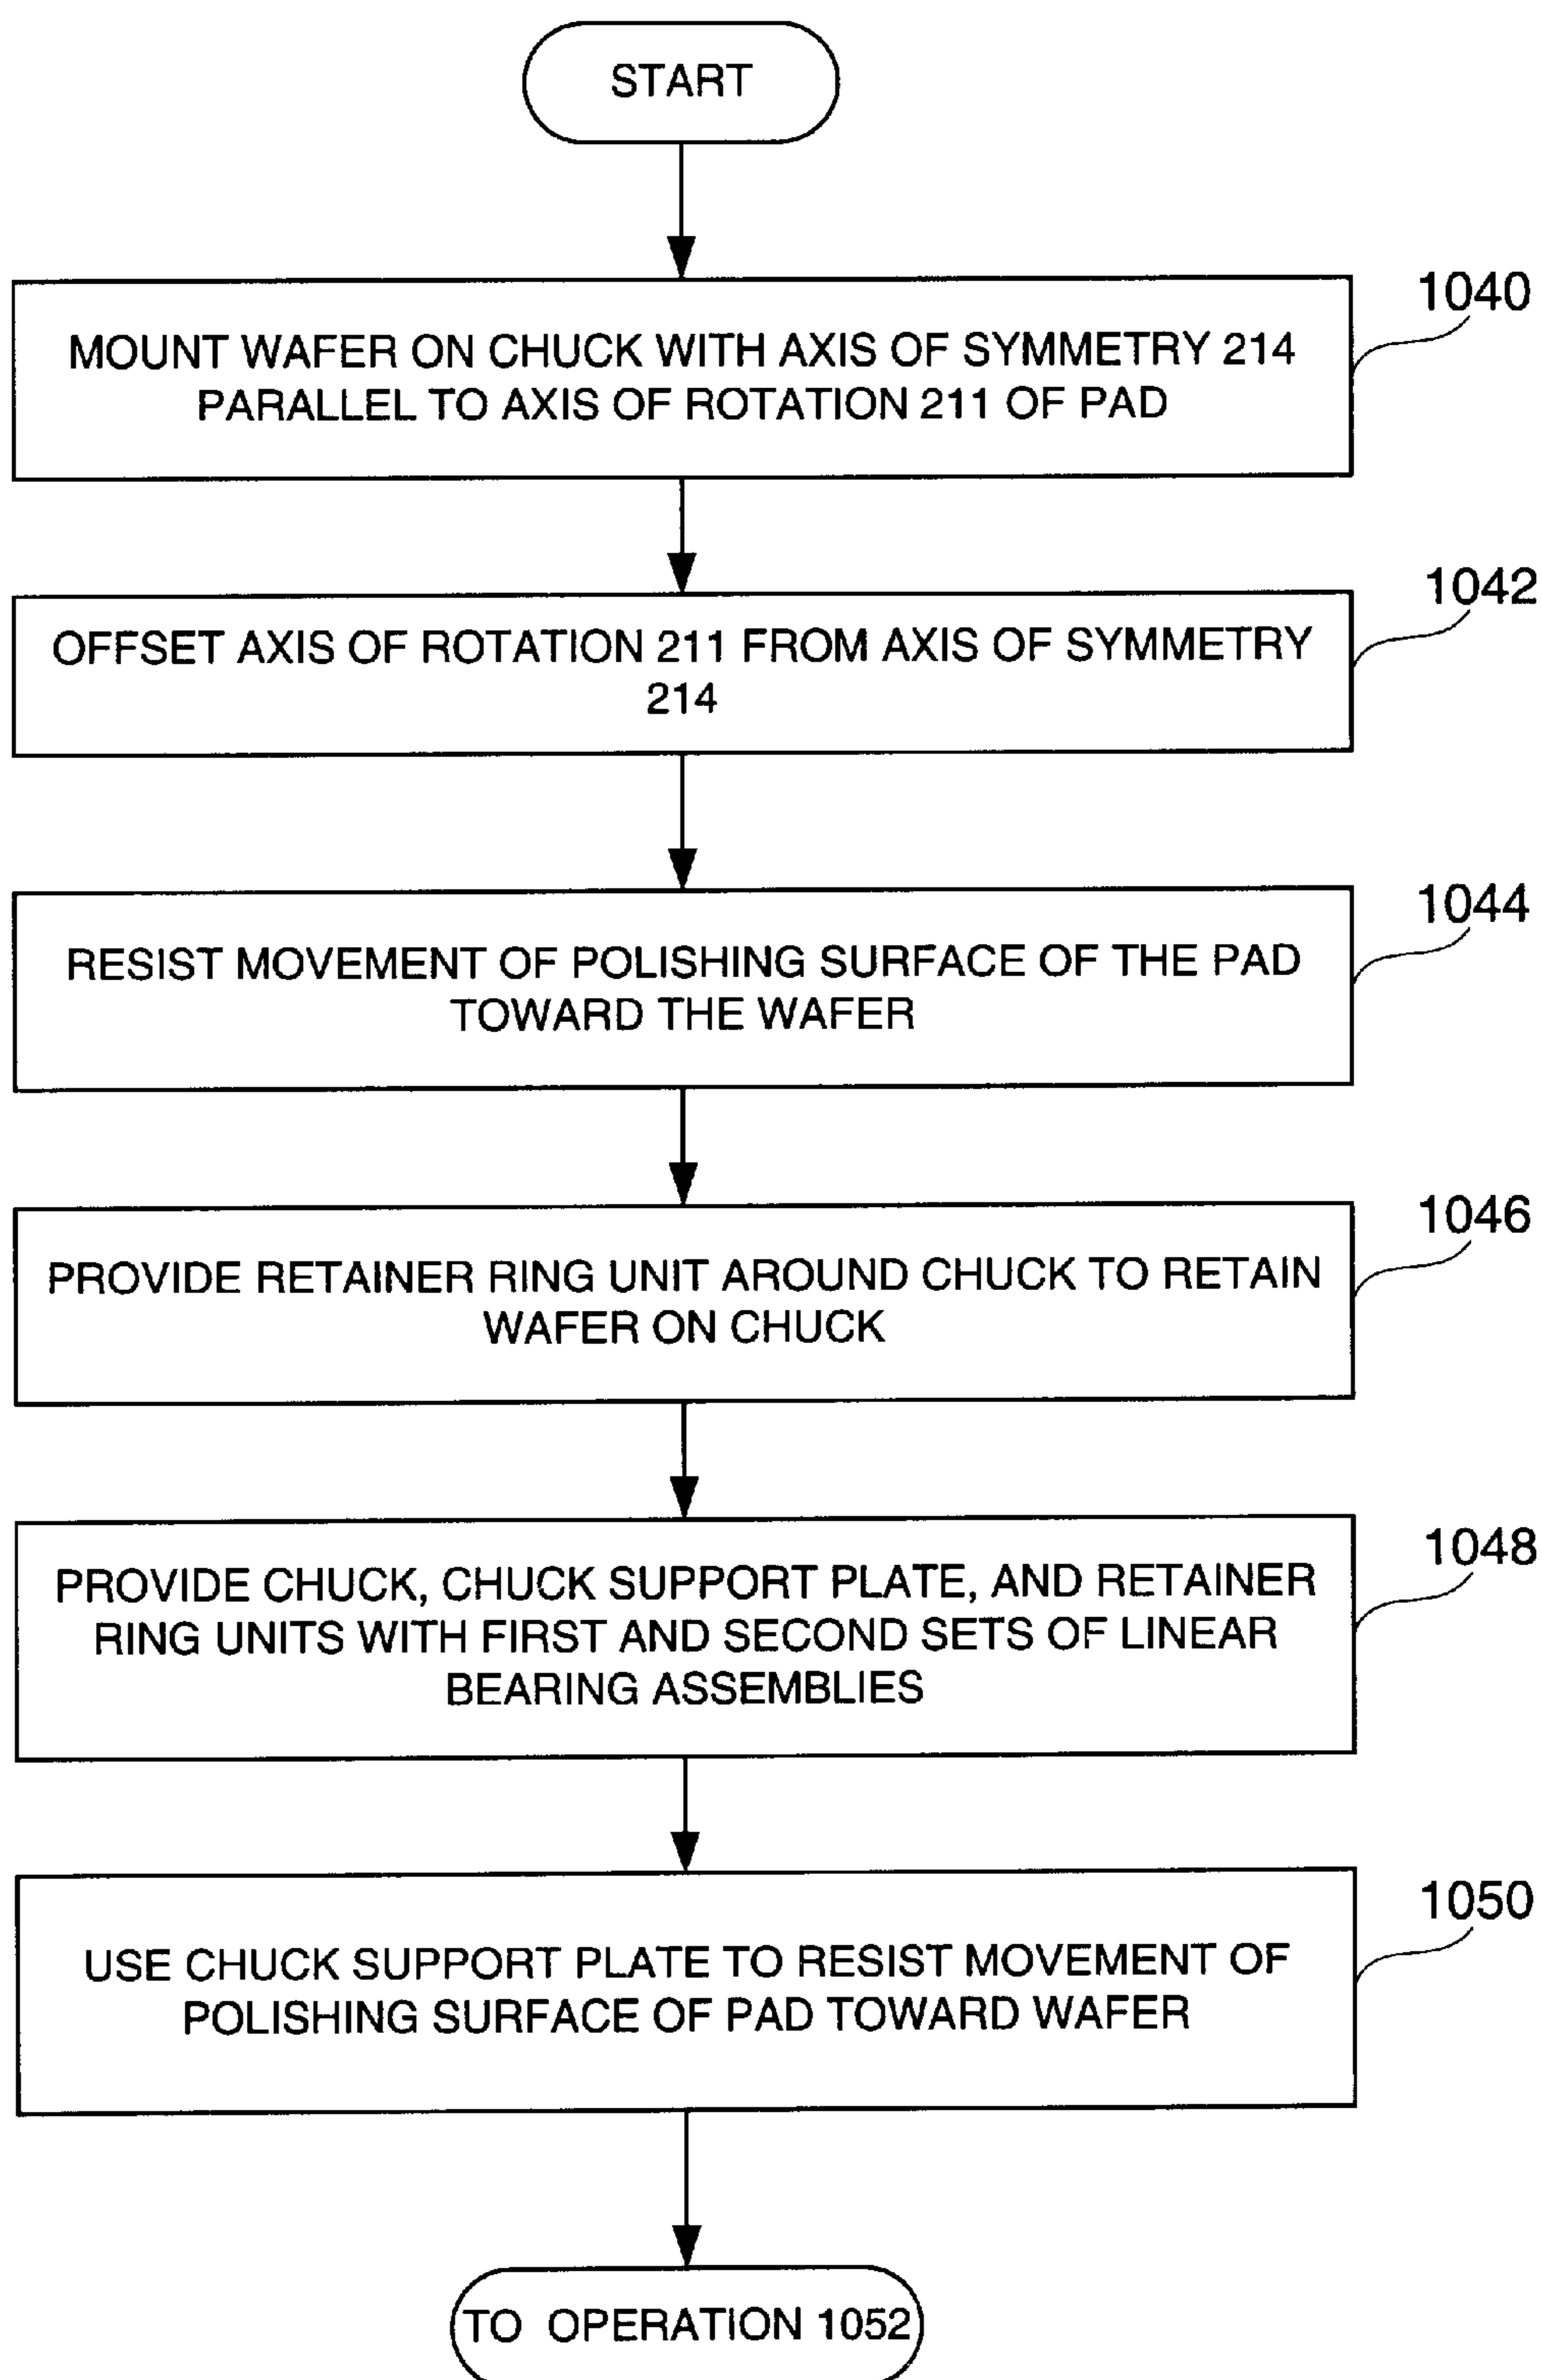 START
1040
MOUNT WAFER ON CHUCK WITH AXIS OF SYMMETRY 214
PARALLEL TO AXIS OF ROTATION 211 OF PAD
1042
OFFSET AXIS OF ROTATION 211 FROM AXIS OF SYMMETRY
214
1044
RESIST MOVEMENT OF POLISHING SURFACE OF THE PAD
TOWARD THE WAFER
1046
PROVIDE RETAINER RING UNIT AROUND CHUCK TO RETAIN
WAFER ON CHUCK
1048
PROVIDE CHUCK, CHUCK SUPPORT PLATE, AND RETAINER
RING UNITS WITH FIRST AND SECOND SETS OF LINEAR
BEARING ASSEMBLIES
1050
USE CHUCK SUPPORT PLATE TO RESIST MOVEMENT OF
POLISHING SURFACE OF PAD TOWARD WAFER
TO OPERATION 1052